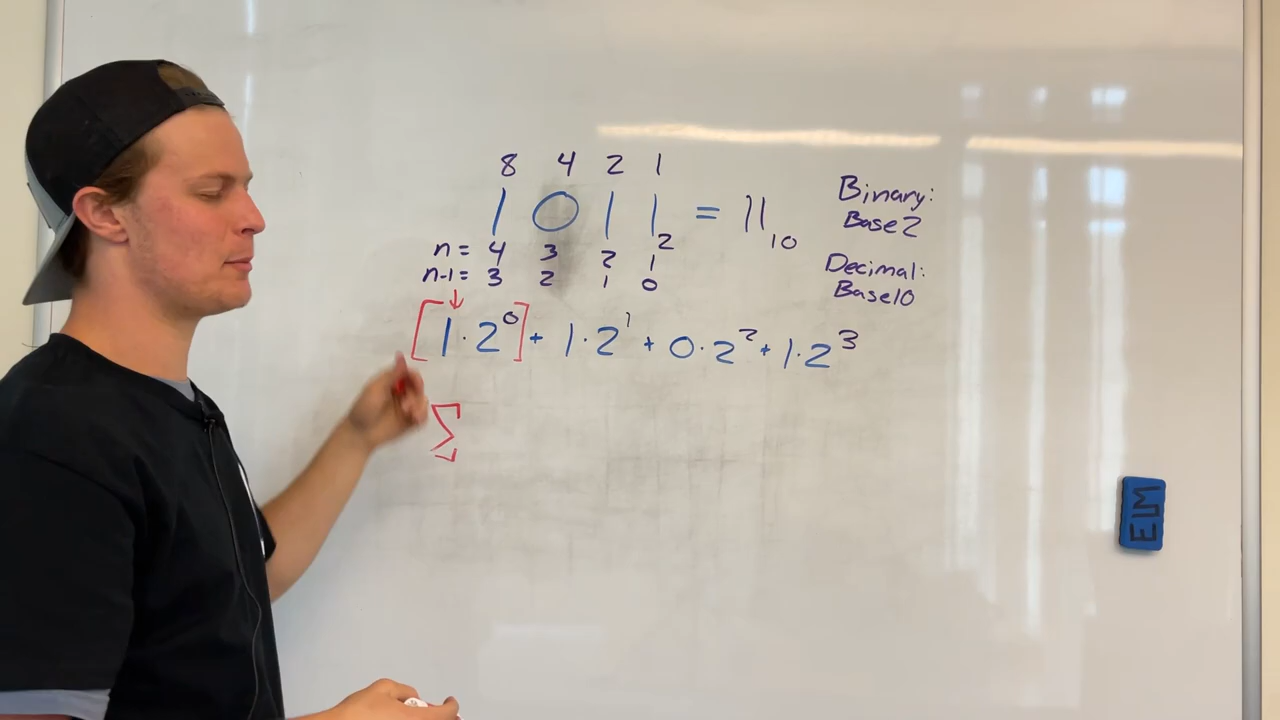 8 4 2 1
1 0 1 1₂ = 11₁₀
n = 4 3 2 1
n-1 = 3 2 1 0
[1·2⁰] + 1·2¹ + 0·2² + 1·2³
Σ
Binary:
Base 2
Decimal:
Base 10
ELM